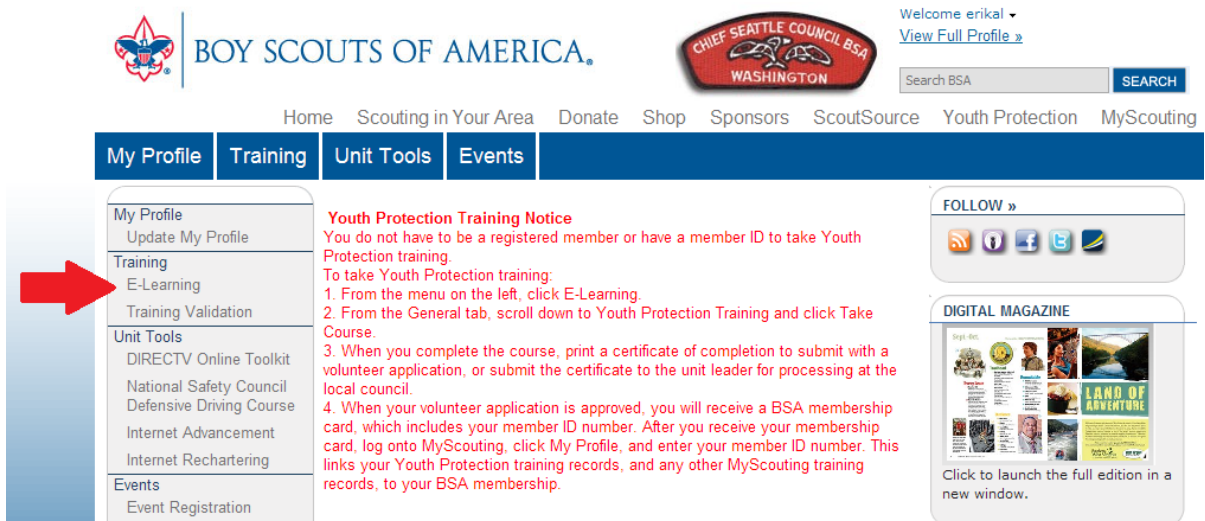 BOY SCOUTS OF AMERICA®
CHIEF SEATTLE COUNCIL BSA
WASHINGTON
Welcome erikal
View Full Profile »
Search BSA
SEARCH
Home Scouting in Your Area Donate Shop Sponsors ScoutSource Youth Protection MyScouting
My Profile Training Unit Tools Events
My Profile
Update My Profile
Training
E-Learning
Training Validation
Unit Tools
DIRECTV Online Toolkit
National Safety Council
Defensive Driving Course
Internet Advancement
Internet Rechartering
Events
Event Registration
Youth Protection Training Notice
You do not have to be a registered member or have a member ID to take Youth
Protection training.
To take Youth Protection training:
1. From the menu on the left, click E-Learning.
2. From the General tab, scroll down to Youth Protection Training and click Take
Course.
3. When you complete the course, print a certificate of completion to submit with a
volunteer application, or submit the certificate to the unit leader for processing at the
local council.
4. When your volunteer application is approved, you will receive a BSA membership
card, which includes your member ID number. After you receive your membership
card, log onto MyScouting, click My Profile, and enter your member ID number. This
links your Youth Protection training records, and any other MyScouting training
records, to your BSA membership.
FOLLOW »
DIGITAL MAGAZINE
LAND OF
ADVENTURE
Click to launch the full edition in a
new window.